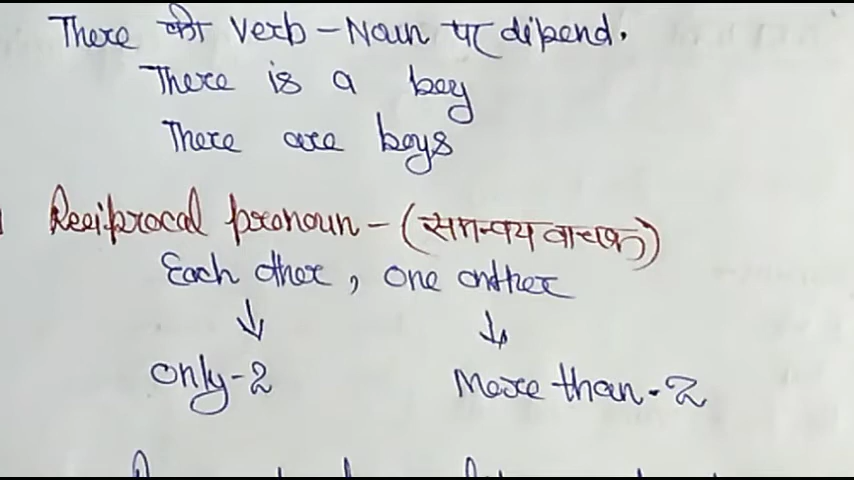 There की Verb - Noun पर dipend.
There is a boy
There are boys
Reciprocal pronoun - (समन्वय वाचक)
Each other, one another
↓ ↓
only-2 More than-2